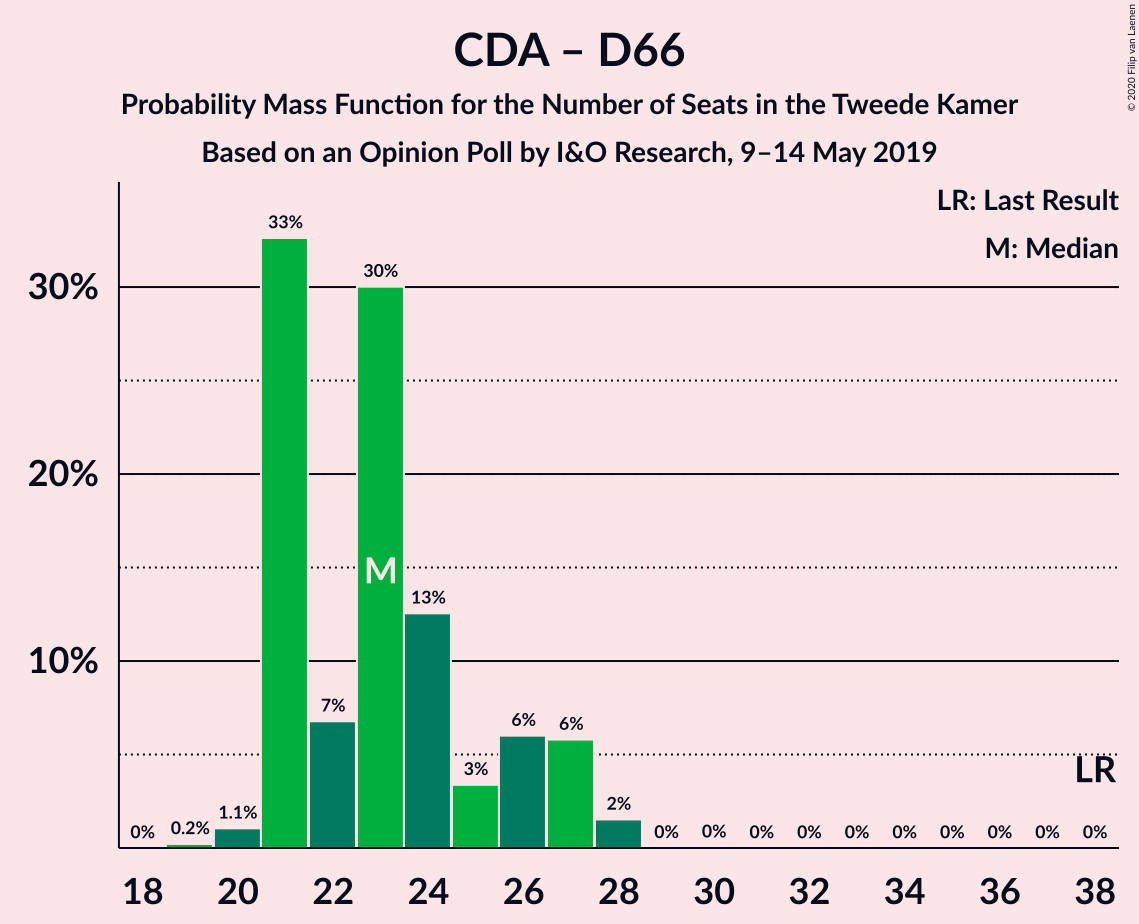 CDA – D66
Probability Mass Function for the Number of Seats in the Tweede Kamer
Based on an Opinion Poll by I&O Research, 9–14 May 2019
© 2020 Filip van Laenen
LR: Last Result
M: Median
33%
30%
30%
20%
M
13%
10%
7%
6%
6%
LR
3%
2%
1.1%
0% 0.2% 0% 0% 0% 0% 0% 0% 0% 0% 0% 0%
18 20 22 24 26 28 30 32 34 36 38